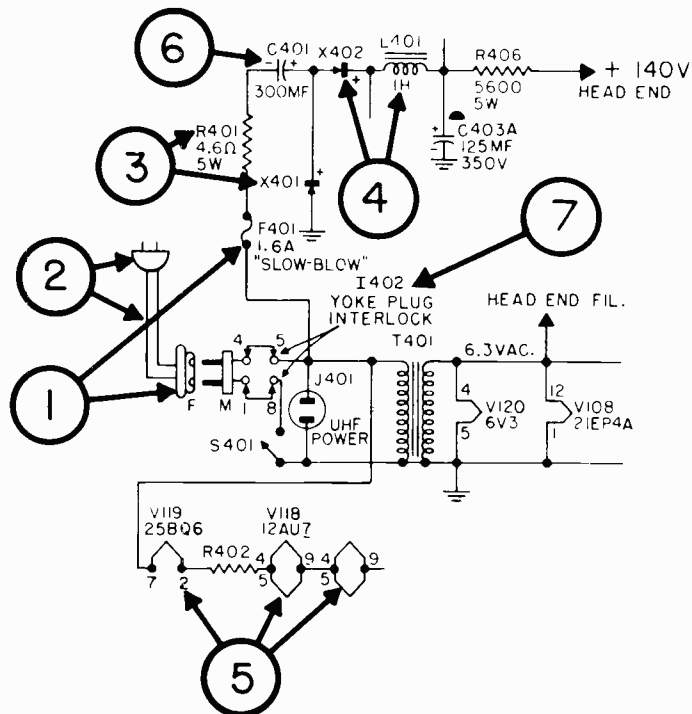 6
C401
- +
300MF
X402
+
L401
1H
R406
5600
5W
+ 140V
HEAD END
R401
4.6Ω
5W
3
X401
+
4
- +
C403A
125MF
350V
7
2
F401
1.6A
"SLOW-BLOW"
I402
YOKE PLUG
INTERLOCK
HEAD END FIL.
1
4 5
T401
6.3VAC.
J401
F M
1 8
UHF
POWER
S401
4
5
V120
6V3
12
1
V108
21EP4A
V119
25BQ6
7 2
R402
V118
12AU7
4 5 9
4 5 9
5